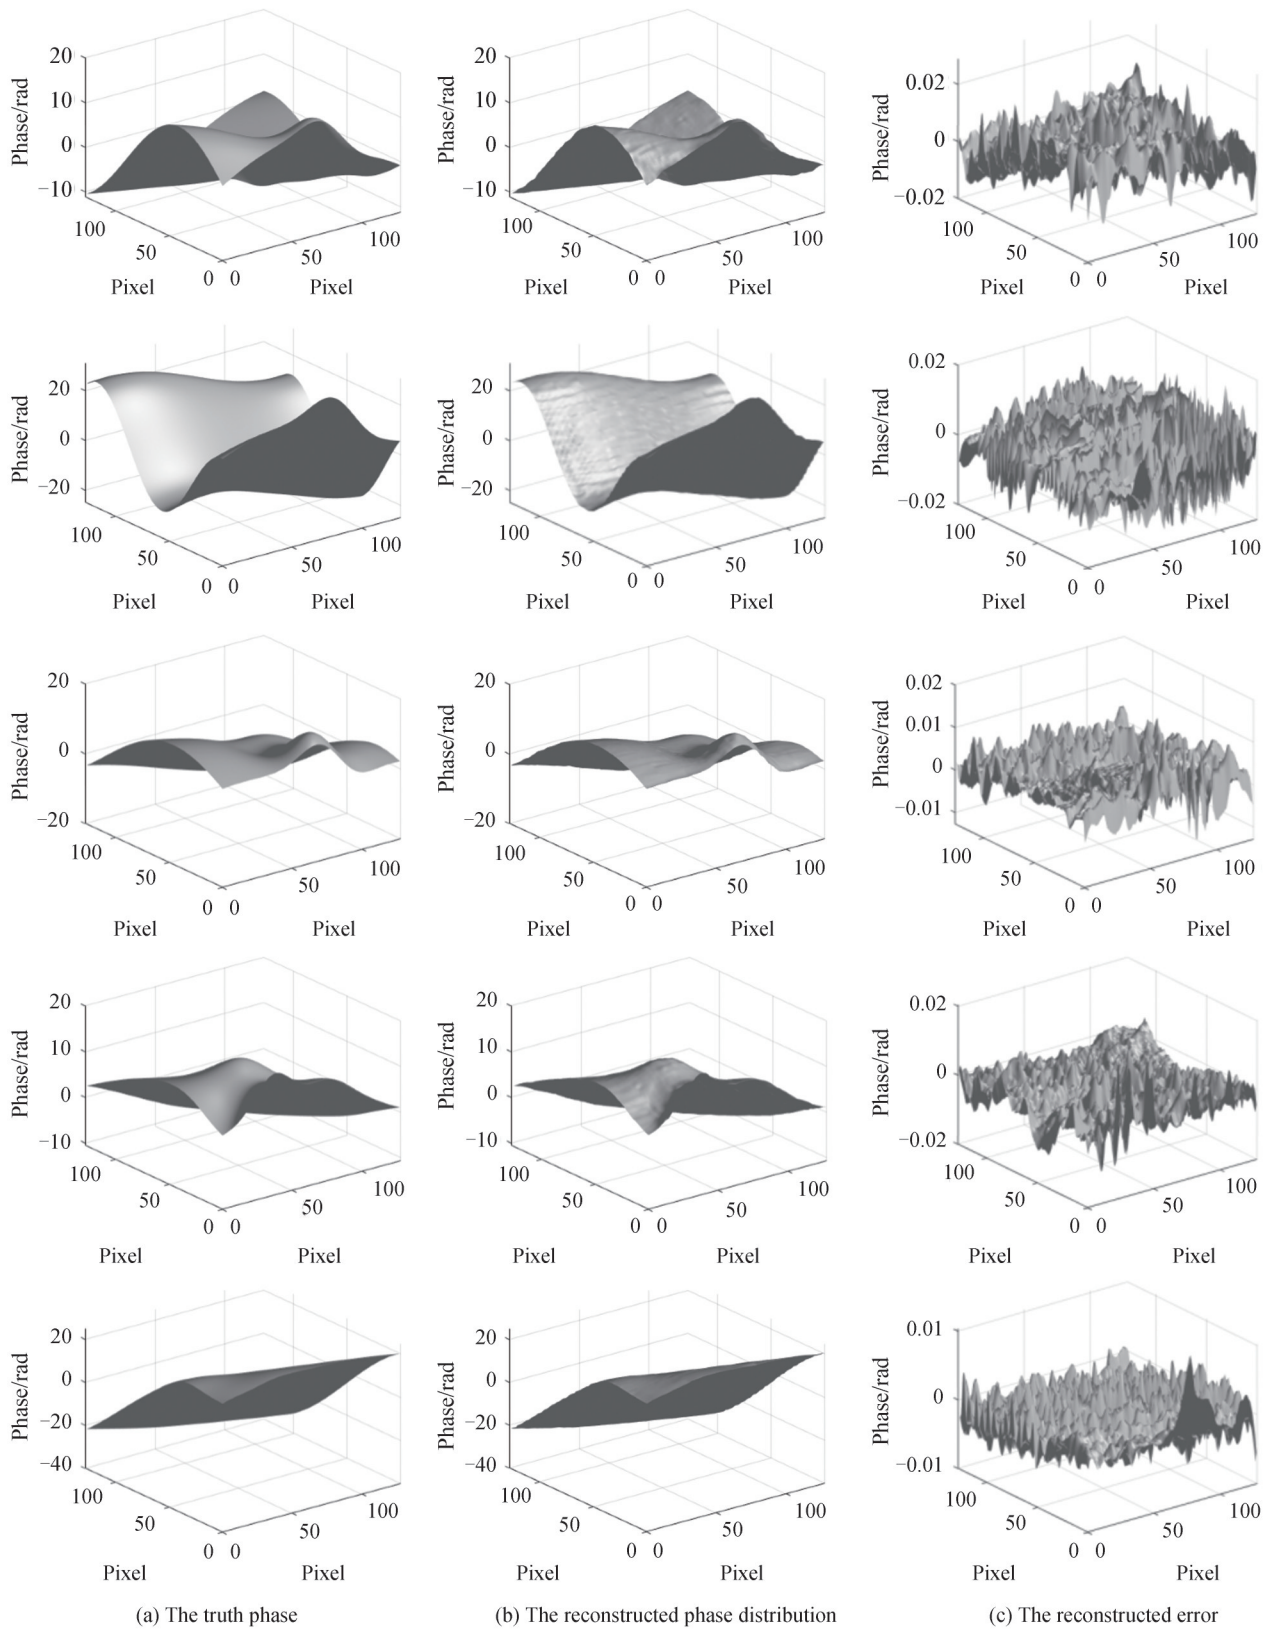 20
10
0
−10
Phase/rad
100
50
0 0
50
100
Pixel
Pixel
20
10
0
−10
Phase/rad
100
50
0 0
50
100
Pixel
Pixel
0.02
0
−0.02
Phase/rad
100
50
0 0
50
100
Pixel
Pixel
20
0
−20
Phase/rad
100
50
0 0
50
100
Pixel
Pixel
20
0
−20
Phase/rad
100
50
0 0
50
100
Pixel
Pixel
0.02
0
−0.02
Phase/rad
100
50
0 0
50
100
Pixel
Pixel
20
0
−20
Phase/rad
100
50
0 0
50
100
Pixel
Pixel
20
0
−20
Phase/rad
100
50
0 0
50
100
Pixel
Pixel
0.02
0.01
0
−0.01
Phase/rad
100
50
0 0
50
100
Pixel
Pixel
20
10
0
−10
Phase/rad
100
50
0 0
50
100
Pixel
Pixel
20
10
0
−10
Phase/rad
100
50
0 0
50
100
Pixel
Pixel
0.02
0
−0.02
Phase/rad
100
50
0 0
50
100
Pixel
Pixel
20
0
−20
−40
Phase/rad
100
50
0 0
50
100
Pixel
Pixel
20
0
−20
−40
Phase/rad
100
50
0 0
50
100
Pixel
Pixel
0.01
0
−0.01
Phase/rad
100
50
0 0
50
100
Pixel
Pixel
(a) The truth phase
(b) The reconstructed phase distribution
(c) The reconstructed error